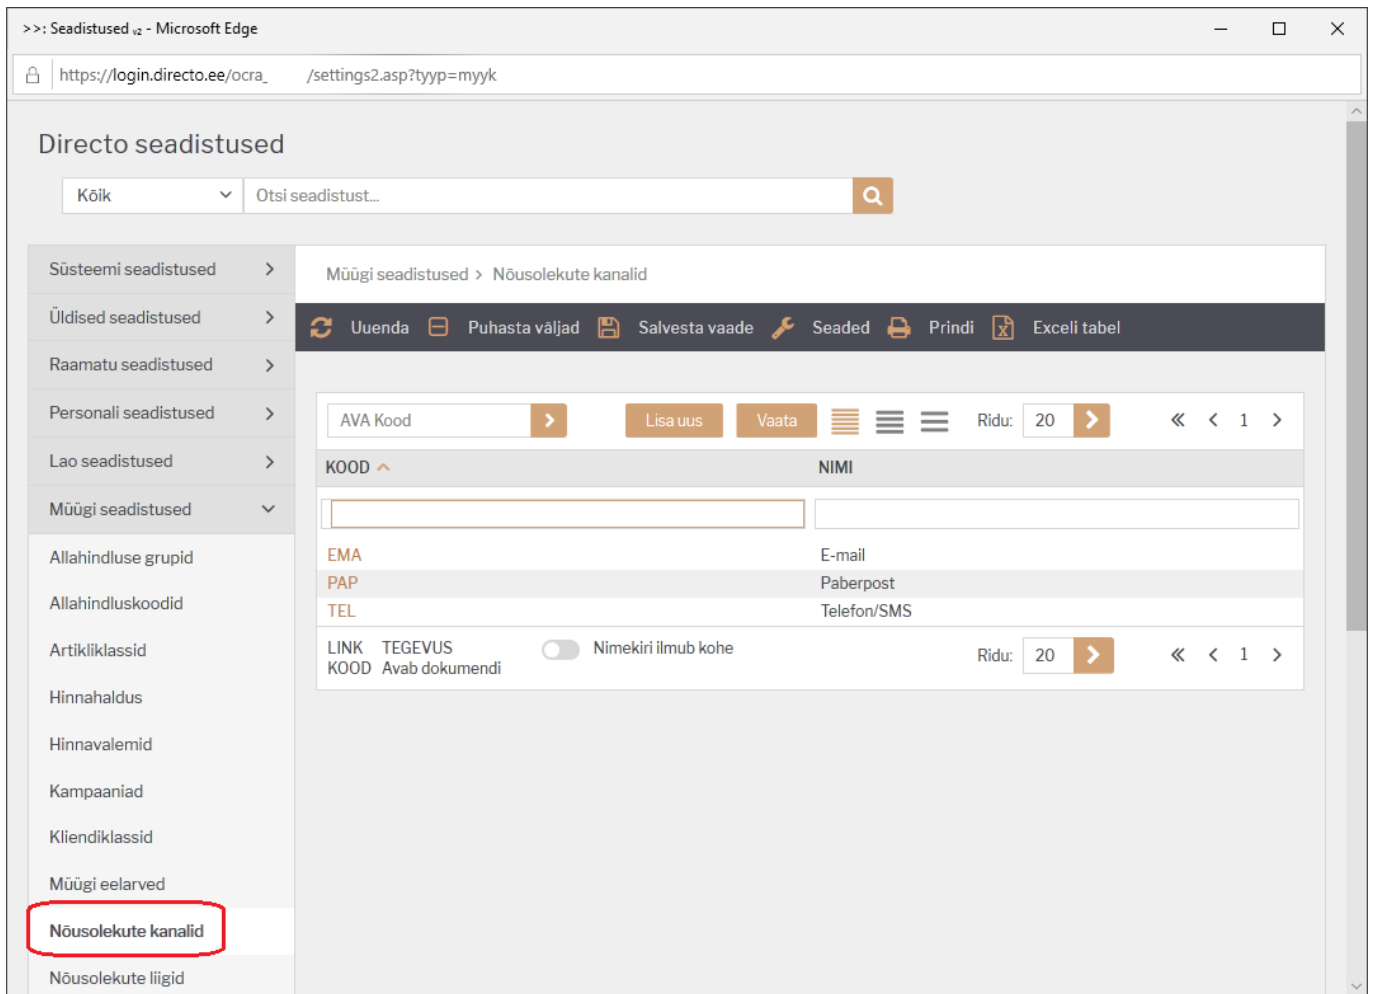 >>: Seadistused v2 - Microsoft Edge
https://login.directo.ee/ocra_ /settings2.asp?tyyp=myyk
Directo seadistused
Kõik Otsi seadistust...
Süsteemi seadistused
Üldised seadistused
Raamatu seadistused
Personali seadistused
Lao seadistused
Müügi seadistused
Allahindluse grupid
Allahindluskoodid
Artikliklassid
Hinnahaldus
Hinnavalemid
Kampaaniad
Kliendiklassid
Müügi eelarved
Nõusolekute kanalid
Nõusolekute liigid
Müügi seadistused > Nõusolekute kanalid
Uuenda Puhasta väljad Salvesta vaade Seaded Prindi Exceli tabel
AVA Kood Lisa uus Vaata Ridu: 20 1
KOOD NIMI
EMA E-mail
PAP Paberpost
TEL Telefon/SMS
LINK TEGEVUS Nimekiri ilmub kohe Ridu: 20 1
KOOD Avab dokumendi